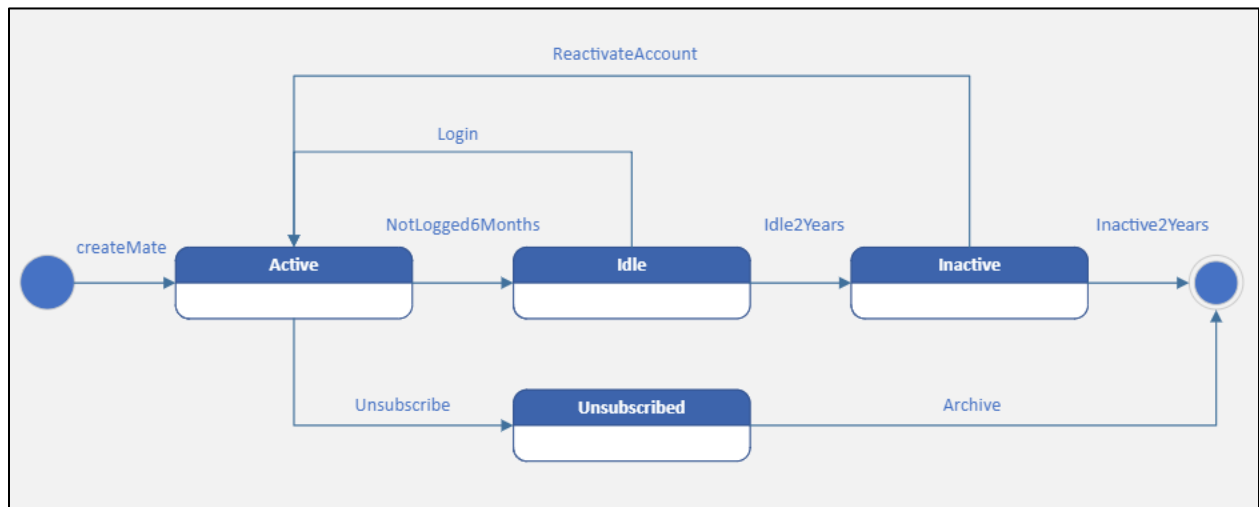 ReactivateAccount
Login
NotLogged6Months
Idle2Years
Inactive2Years
createMate
Active
Idle
Inactive
Unsubscribe
Unsubscribed
Archive